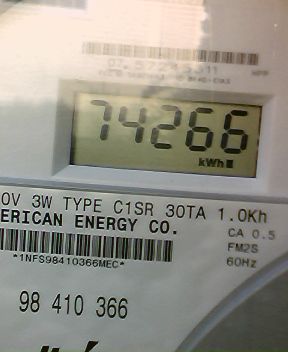 74266
kWh
0V 3W TYPE C1SR 30TA 1.0Kh
ERICAN ENERGY CO.
CA 0.5
FM2S
60Hz
*1NFS98410366MEC*
98 410 366